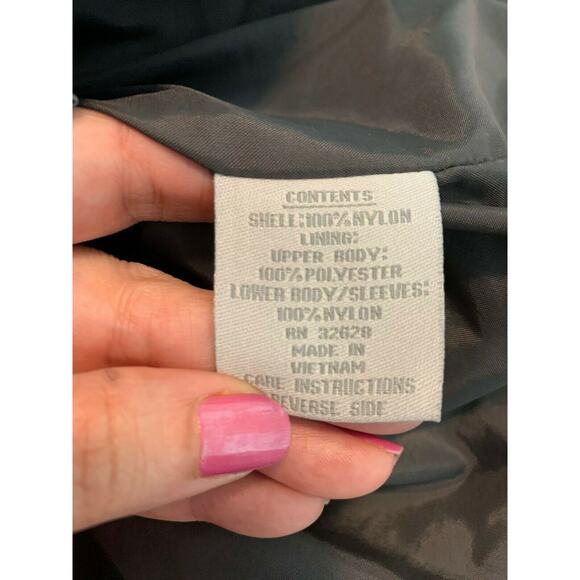 CONTENTS
SHELL:100%NYLON
LINING:
UPPER BODY:
100%POLYESTER
LOWER BODY/SLEEVES:
100%NYLON
RN 32628
MADE IN
VIETNAM
CARE INSTRUCTIONS
REVERSE SIDE